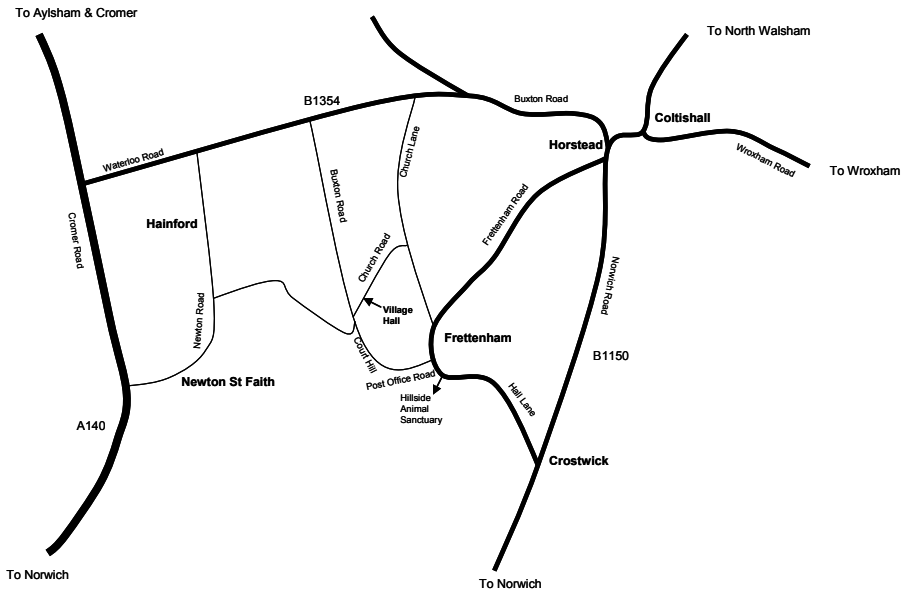 To Aylsham & Cromer
To North Walsham
B1354
Buxton Road
Coltishall
Horstead
Wroxham Road
To Wroxham
Waterloo Road
Church Lane
Buxton Road
Frettenham Road
Hainford
Cromer Road
Church Road
Norwich Road
Newton Road
Village
Hall
Frettenham
Court Hill
B1150
Newton St Faith
Post Office Road
Hall Lane
Hillside
Animal
Sanctuary
A140
Crostwick
To Norwich
To Norwich